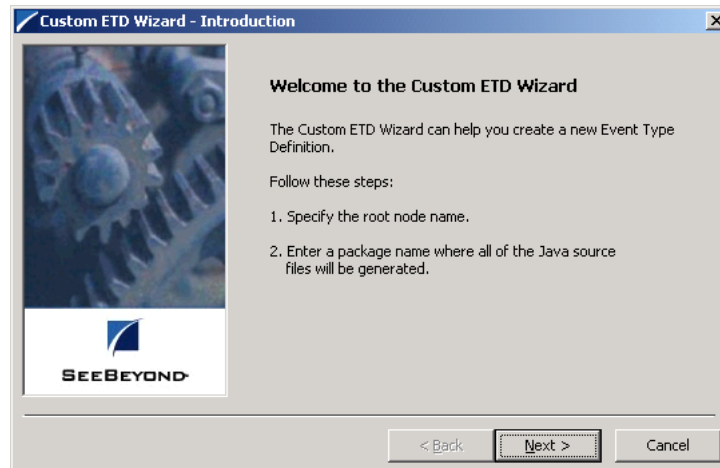 Custom ETD Wizard - Introduction
Welcome to the Custom ETD Wizard
The Custom ETD Wizard can help you create a new Event Type
Definition.
Follow these steps:
1. Specify the root node name.
2. Enter a package name where all of the Java source
files will be generated.
SEEBEYOND
< Back
Next >
Cancel